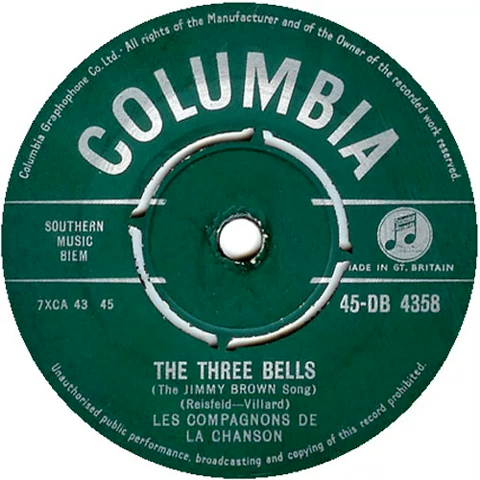 Columbia Graphophone Co. Ltd. · All rights of the Manufacturer and of the Owner of the recorded work reserved.
COLUMBIA
SOUTHERN
MUSIC
BIEM
MADE IN GT. BRITAIN
7XCA 43 45
45-DB 4358
THE THREE BELLS
(The JIMMY BROWN Song)
(Reisfeld—Villard)
LES COMPAGNONS DE
LA CHANSON
Unauthorised public performance, broadcasting and copying of this record prohibited.